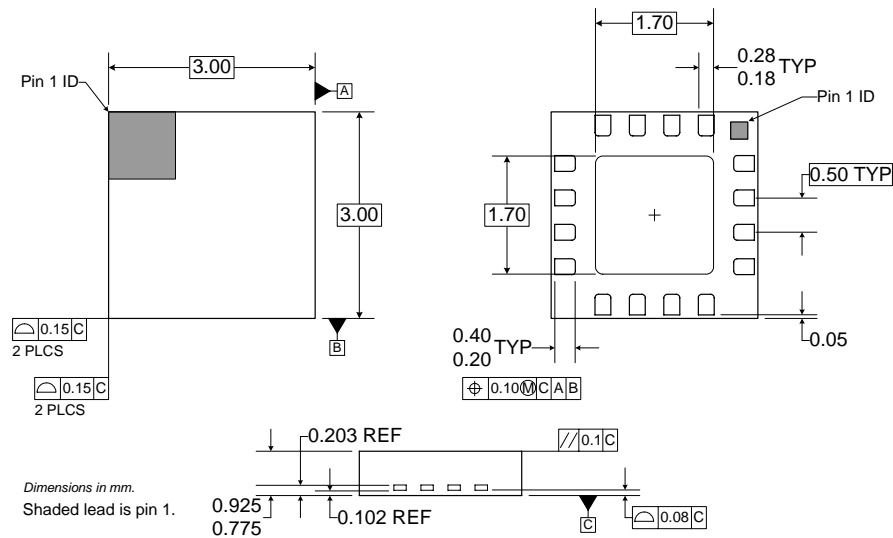 1.70
3.00
0.28
0.18 TYP
Pin 1 ID
A
Pin 1 ID
0.50 TYP
3.00
1.70
0.15 C
2 PLCS
B
0.40
0.20 TYP
0.05
0.15 C
2 PLCS
0.10 Ⓜ C A B
0.203 REF
// 0.1 C
Dimensions in mm.
Shaded lead is pin 1.
0.925
0.775
0.102 REF
C
0.08 C